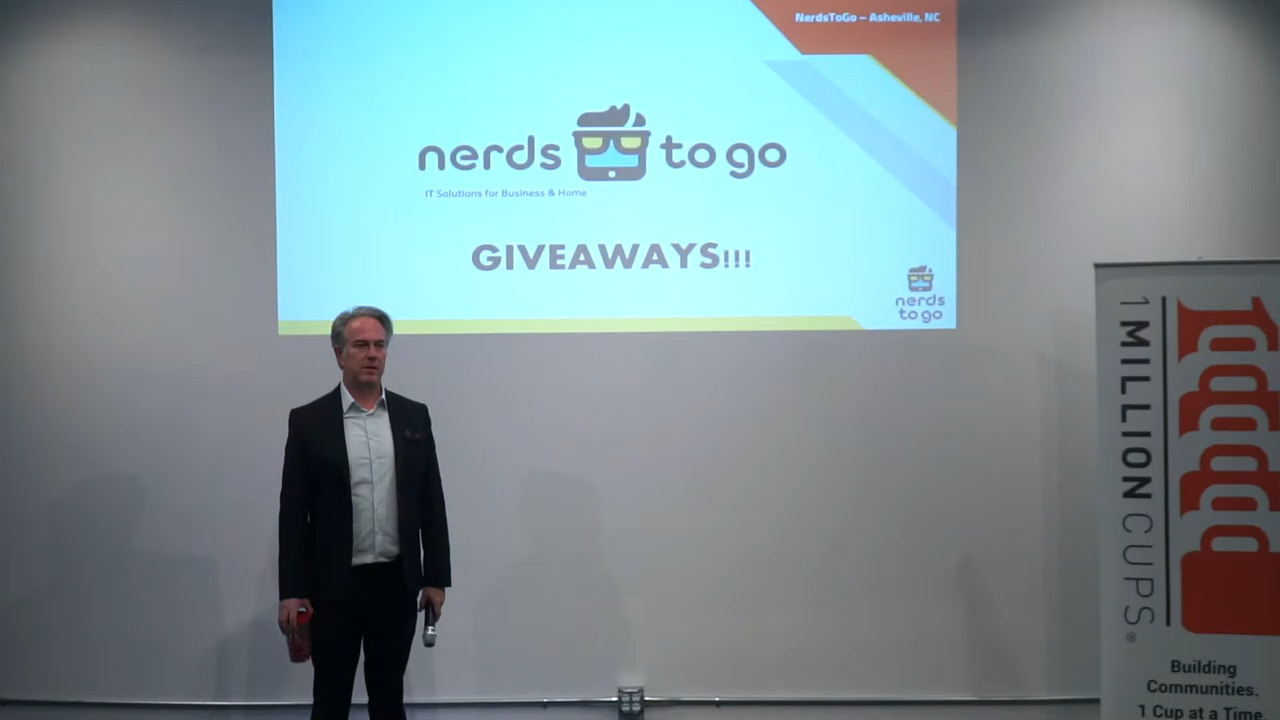 NerdsToGo – Asheville, NC
nerds to go
IT Solutions for Business & Home
GIVEAWAYS!!!
nerds
to go
1 MILLION CUPS®
Building
Communities.
1 Cup at a Time